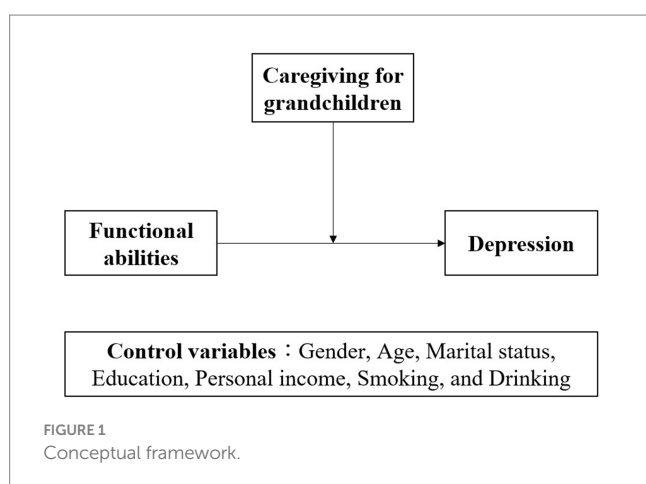 Caregiving for
grandchildren
Functional
abilities
Depression
Control variables：Gender, Age, Marital status,
Education, Personal income, Smoking, and Drinking
FIGURE 1
Conceptual framework.